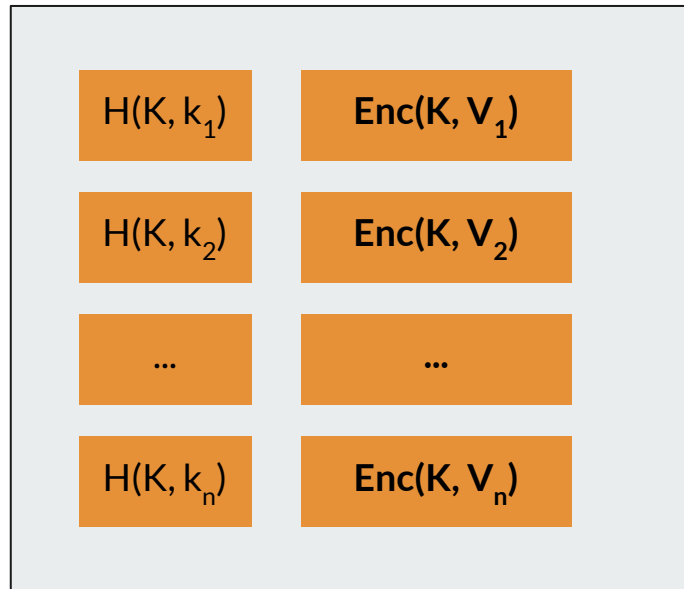 H(K, k₁) Enc(K, V₁)
H(K, k₂) Enc(K, V₂)
... ...
H(K, kₙ) Enc(K, Vₙ)